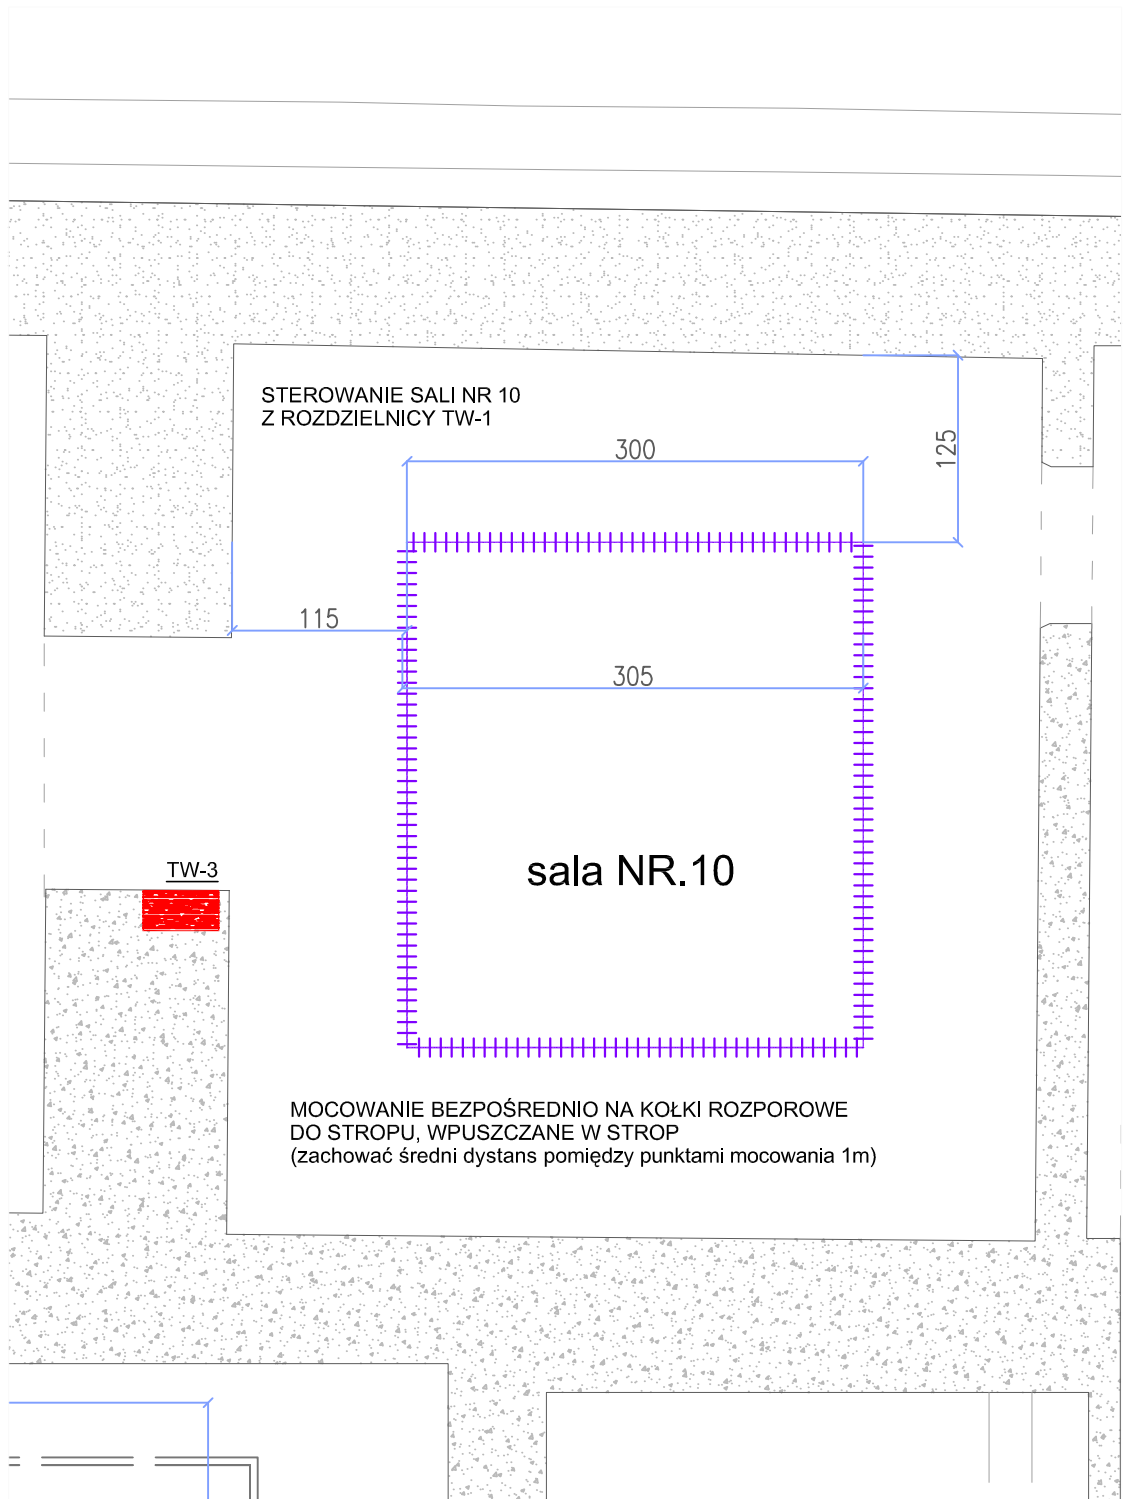 STEROWANIE SALI NR 10
Z ROZDZIELNICY TW-1
300
125
115
305
TW-3
sala NR.10
MOCOWANIE BEZPOŚREDNIO NA KOŁKI ROZPOROWE
DO STROPU, WPUSZCZANE W STROP
(zachować średni dystans pomiędzy punktami mocowania 1m)